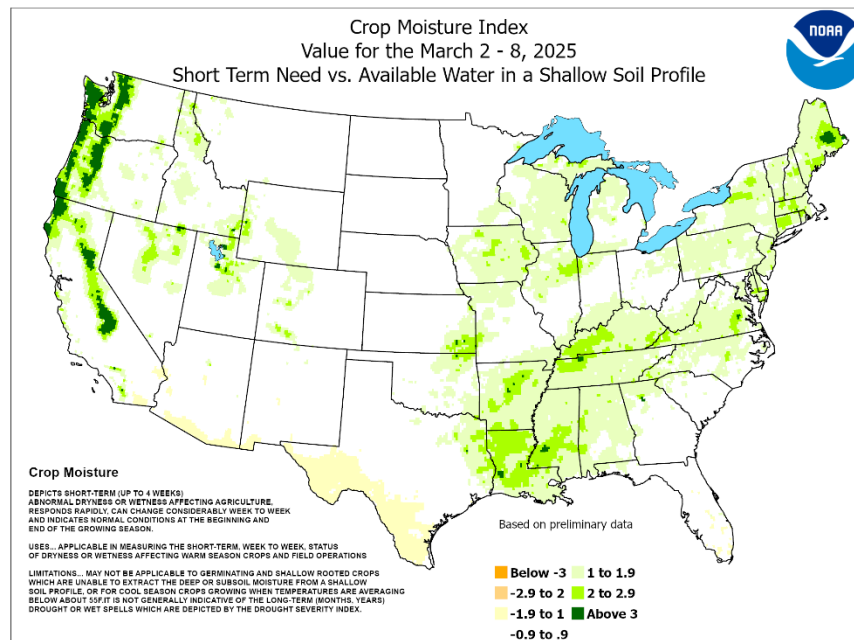 Crop Moisture Index
Value for the March 2 - 8, 2025
Short Term Need vs. Available Water in a Shallow Soil Profile
NOAA
Crop Moisture
DEPICTS SHORT-TERM (UP TO 4 WEEKS)
ABNORMAL DRYNESS OR WETNESS AFFECTING AGRICULTURE,
RESPONDS RAPIDLY, CAN CHANGE CONSIDERABLY WEEK TO WEEK
AND INDICATES NORMAL CONDITIONS AT THE BEGINNING AND
END OF THE GROWING SEASON.
USES... APPLICABLE IN MEASURING THE SHORT-TERM, WEEK TO WEEK, STATUS
OF DRYNESS OR WETNESS AFFECTING WARM SEASON CROPS AND FIELD OPERATIONS
LIMITATIONS... MAY NOT BE APPLICABLE TO GERMINATING AND SHALLOW ROOTED CROPS
WHICH ARE UNABLE TO EXTRACT THE DEEP OR SUBSOIL MOISTURE FROM A SHALLOW
SOIL PROFILE, OR FOR COOL SEASON CROPS GROWING WHEN TEMPERATURES ARE AVERAGING
BELOW ABOUT 55F.IT IS NOT GENERALLY INDICATIVE OF THE LONG-TERM (MONTHS, YEARS)
DROUGHT OR WET SPELLS WHICH ARE DEPICTED BY THE DROUGHT SEVERITY INDEX.
Based on preliminary data
Below -3
-2.9 to 2
-1.9 to 1
-0.9 to .9
1 to 1.9
2 to 2.9
Above 3